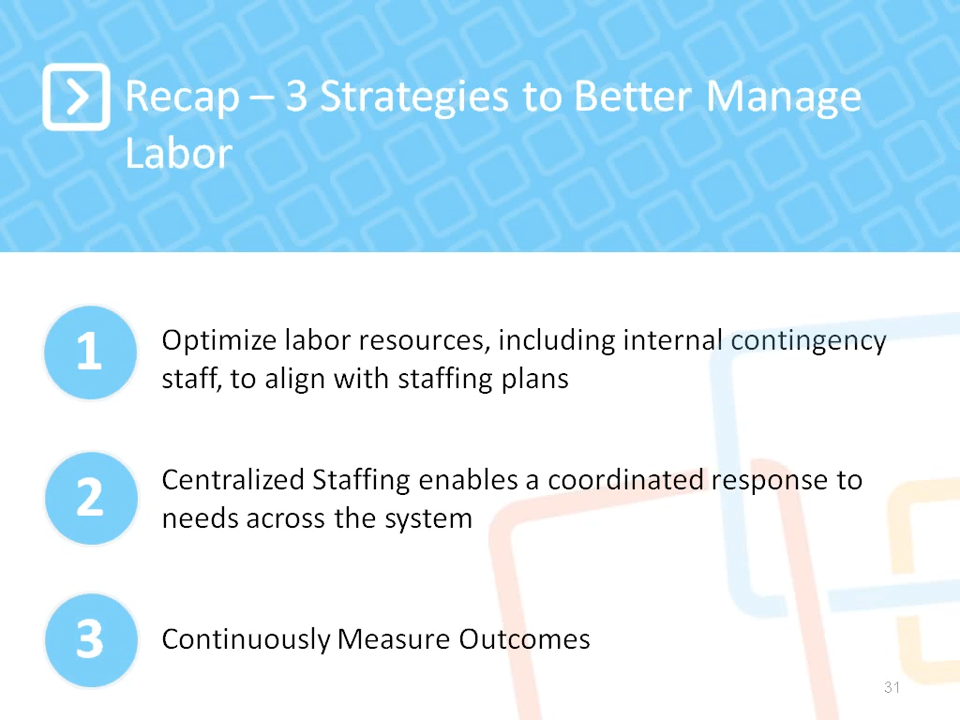 Recap – 3 Strategies to Better Manage
Labor
1
Optimize labor resources, including internal contingency
staff, to align with staffing plans
2
Centralized Staffing enables a coordinated response to
needs across the system
3
Continuously Measure Outcomes
31